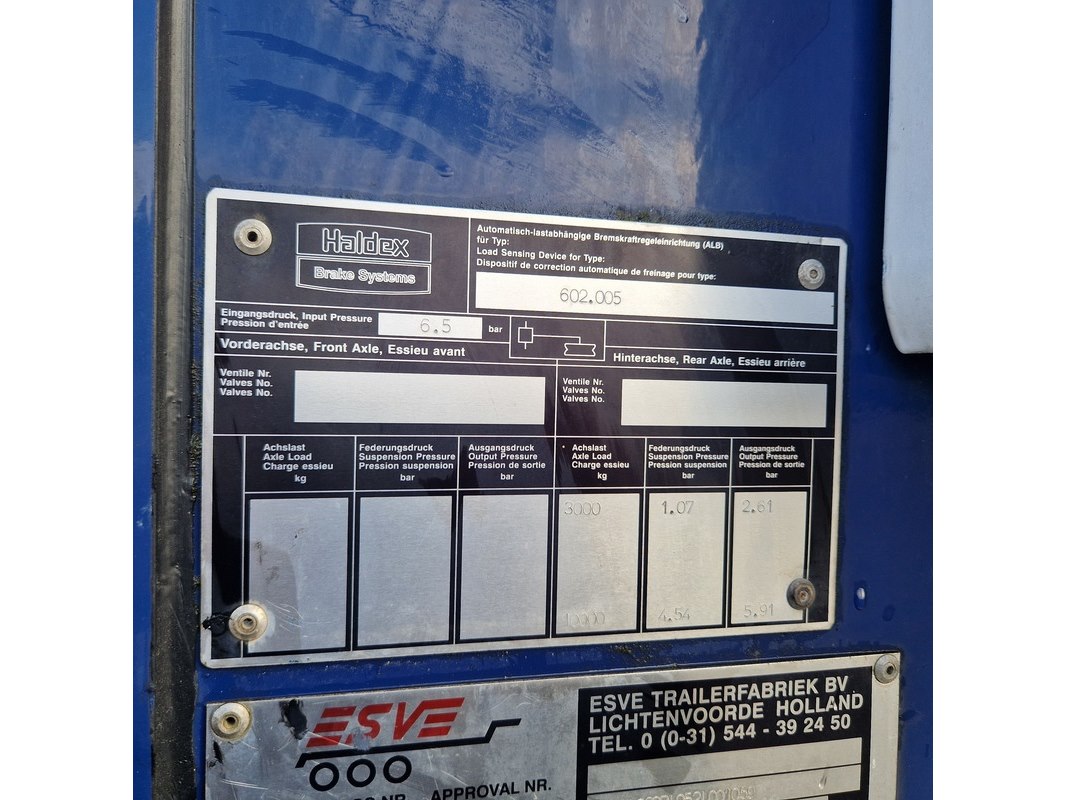 Haldex
Brake Systems
Automatisch-lastabhängige Bremskraftregeleinrichtung (ALB)
für Typ:
Load Sensing Device for Type:
Dispositif de correction automatique de freinage pour type:
602.005
Eingangsdruck, Input Pressure
Pression d'entrée
6.5 bar
Vorderachse, Front Axle, Essieu avant
Hinterachse, Rear Axle, Essieu arrière
Ventile Nr.
Valves No.
Valves No.
Ventile Nr.
Valves No.
Valves No.
Achslast
Axle Load
Charge essieu
kg
Federungsdruck
Suspension Pressure
Pression suspension
bar
Ausgangsdruck
Output Pressure
Pression de sortie
bar
Achslast
Axle Load
Charge essieu
kg
Federungsdruck
Suspension Pressure
Pression suspension
bar
Ausgangsdruck
Output Pressure
Pression de sortie
bar
3000 1.07 2.61
10000 4.54 5.91
ESVE
ESVE TRAILERFABRIEK BV
LICHTENVOORDE HOLLAND
TEL. 0 (0-31) 544 - 39 24 50
APPROVAL NR.